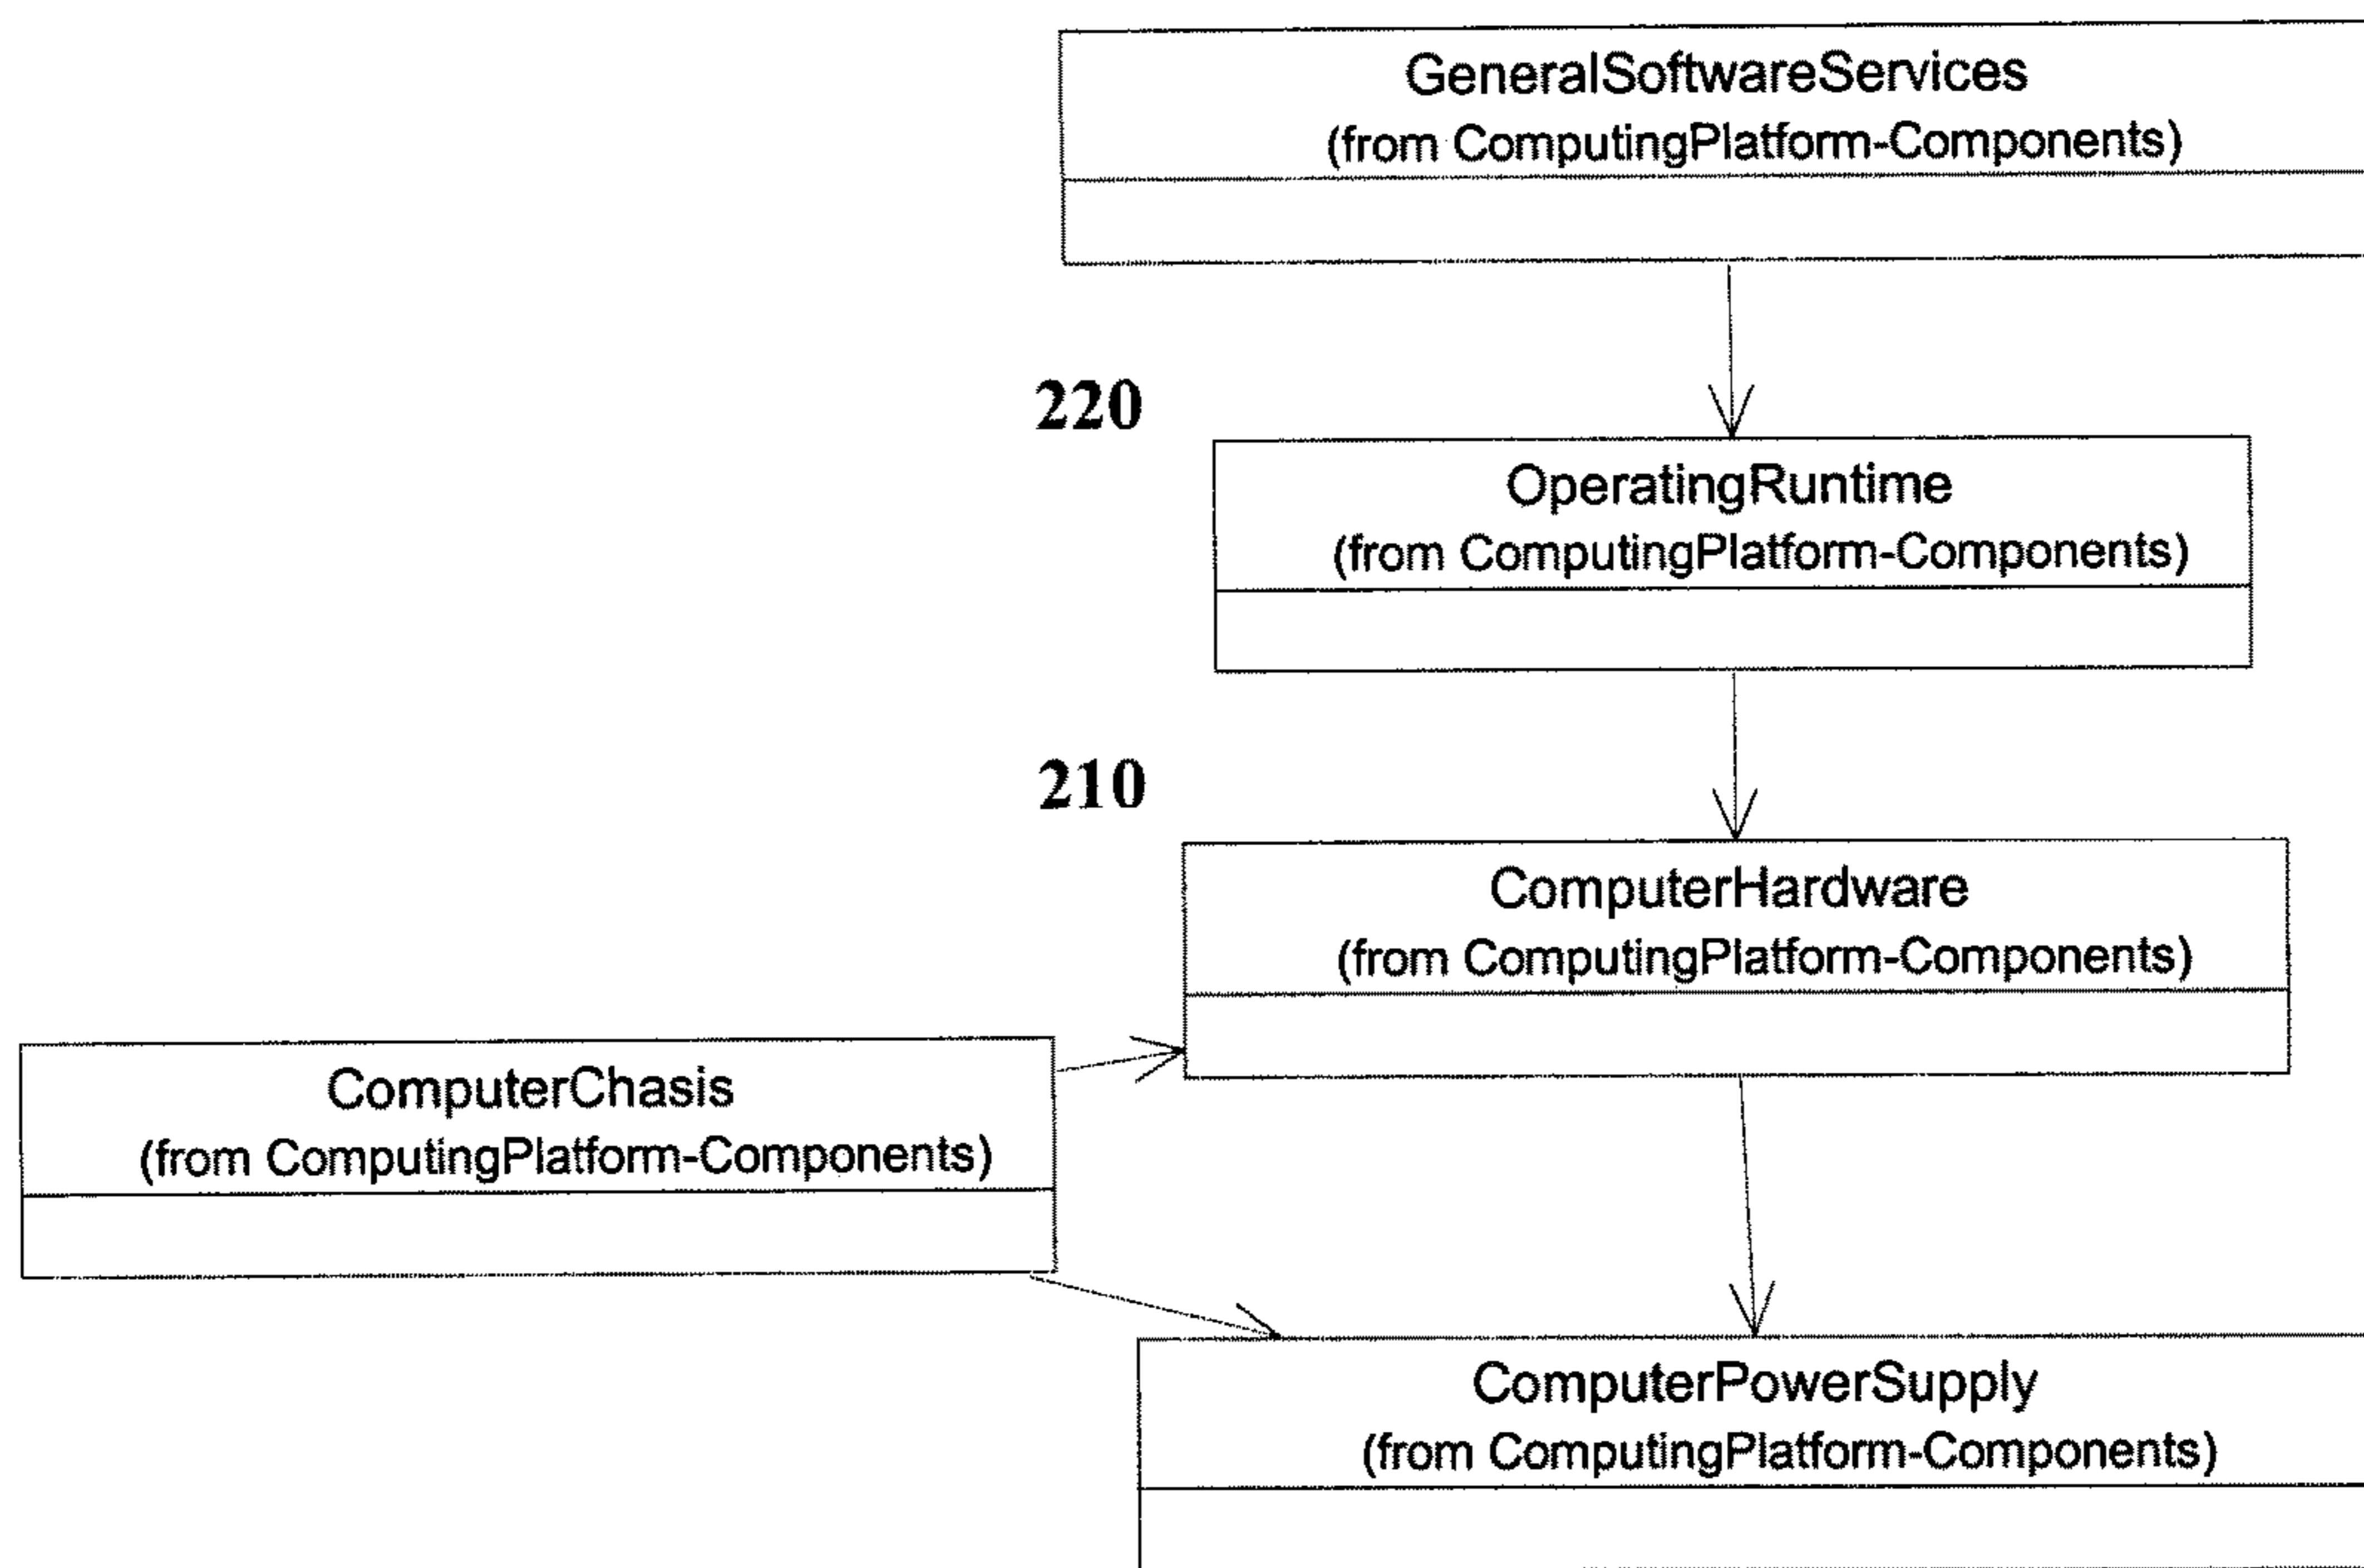 GeneralSoftwareServices
(from ComputingPlatform-Components)
220
OperatingRuntime
(from ComputingPlatform-Components)
210
ComputerHardware
(from ComputingPlatform-Components)
ComputerChasis
(from ComputingPlatform-Components)
ComputerPowerSupply
(from ComputingPlatform-Components)